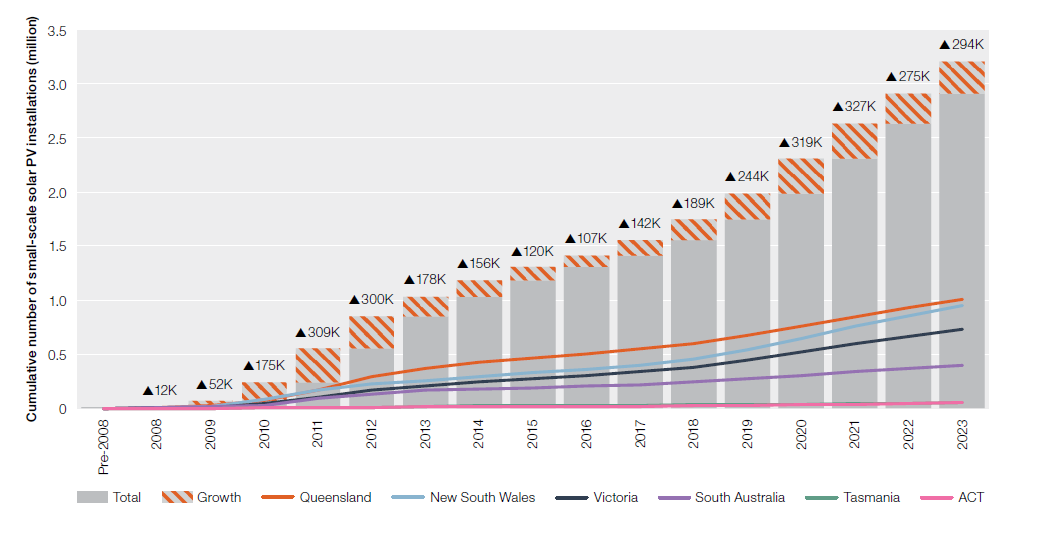 Cumulative number of small-scale solar PV installations (million)
3.5
3.0
2.5
2.0
1.5
1.0
0.5
0
▲12K
▲52K
▲175K
▲309K
▲300K
▲178K
▲156K
▲120K
▲107K
▲142K
▲189K
▲244K
▲319K
▲327K
▲275K
▲294K
Pre-2008
2008
2009
2010
2011
2012
2013
2014
2015
2016
2017
2018
2019
2020
2021
2022
2023
Total Growth Queensland New South Wales Victoria South Australia Tasmania ACT